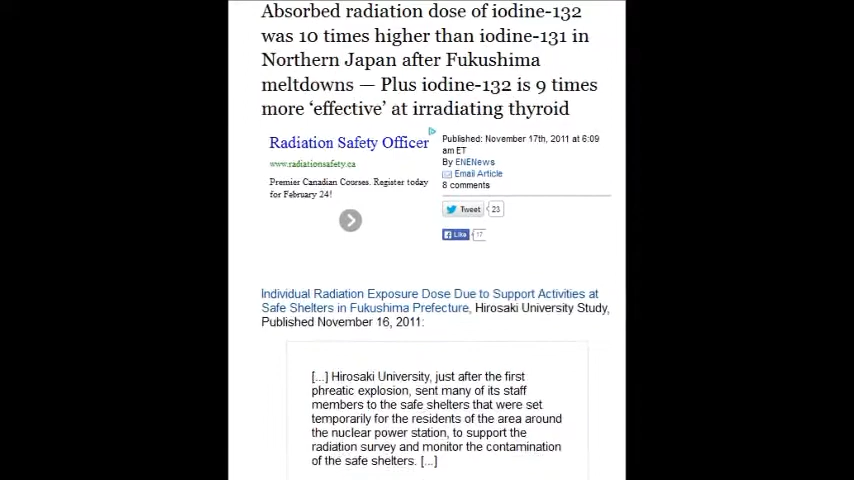 Absorbed radiation dose of iodine-132
was 10 times higher than iodine-131 in
Northern Japan after Fukushima
meltdowns — Plus iodine-132 is 9 times
more ‘effective’ at irradiating thyroid
Radiation Safety Officer
www.radiationsafety.ca
Premier Canadian Courses. Register today
for February 24!
Published: November 17th, 2011 at 6:09
am ET
By ENENews
Email Article
8 comments
Tweet 23
Like 17
Individual Radiation Exposure Dose Due to Support Activities at
Safe Shelters in Fukushima Prefecture, Hirosaki University Study,
Published November 16, 2011:
[...] Hirosaki University, just after the first
phreatic explosion, sent many of its staff
members to the safe shelters that were set
temporarily for the residents of the area around
the nuclear power station, to support the
radiation survey and monitor the contamination
of the safe shelters. [...]